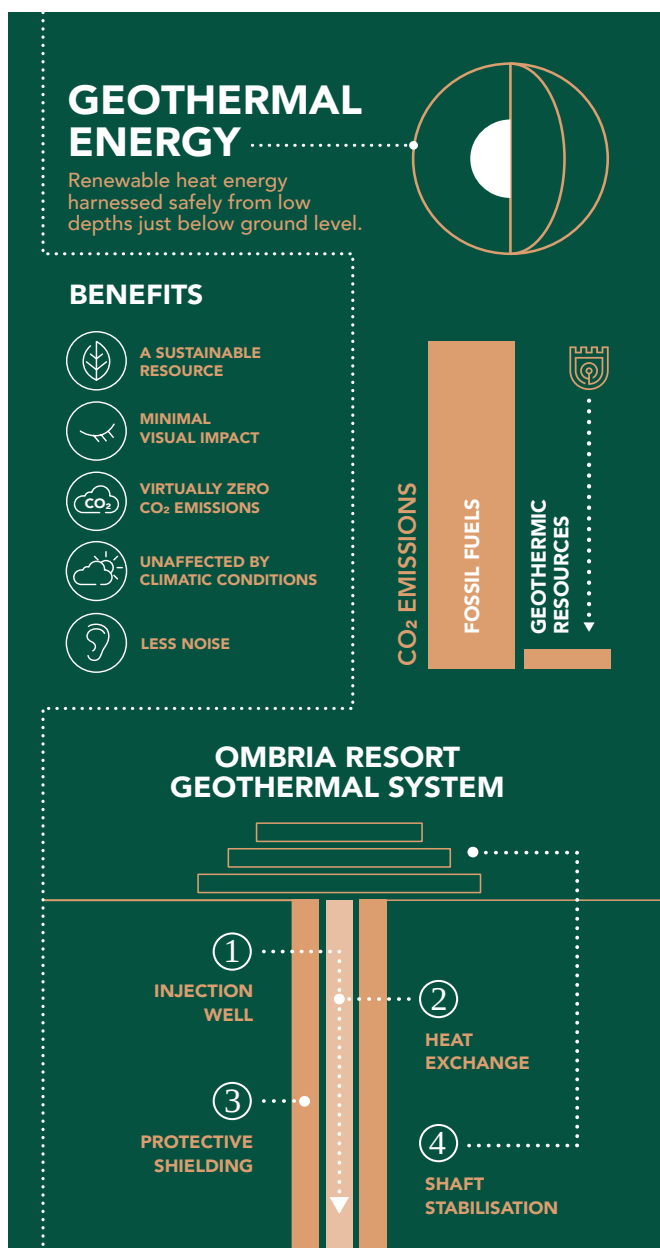 GEOTHERMAL
ENERGY
Renewable heat energy
harnessed safely from low
depths just below ground level.
BENEFITS
A SUSTAINABLE
RESOURCE
MINIMAL
VISUAL IMPACT
CO₂
VIRTUALLY ZERO
CO₂ EMISSIONS
UNAFFECTED BY
CLIMATIC CONDITIONS
LESS NOISE
CO₂ EMISSIONS
FOSSIL FUELS
GEOTHERMIC
RESOURCES
OMBRIA RESORT
GEOTHERMAL SYSTEM
1
INJECTION
WELL
2
HEAT
EXCHANGE
3
PROTECTIVE
SHIELDING
4
SHAFT
STABILISATION